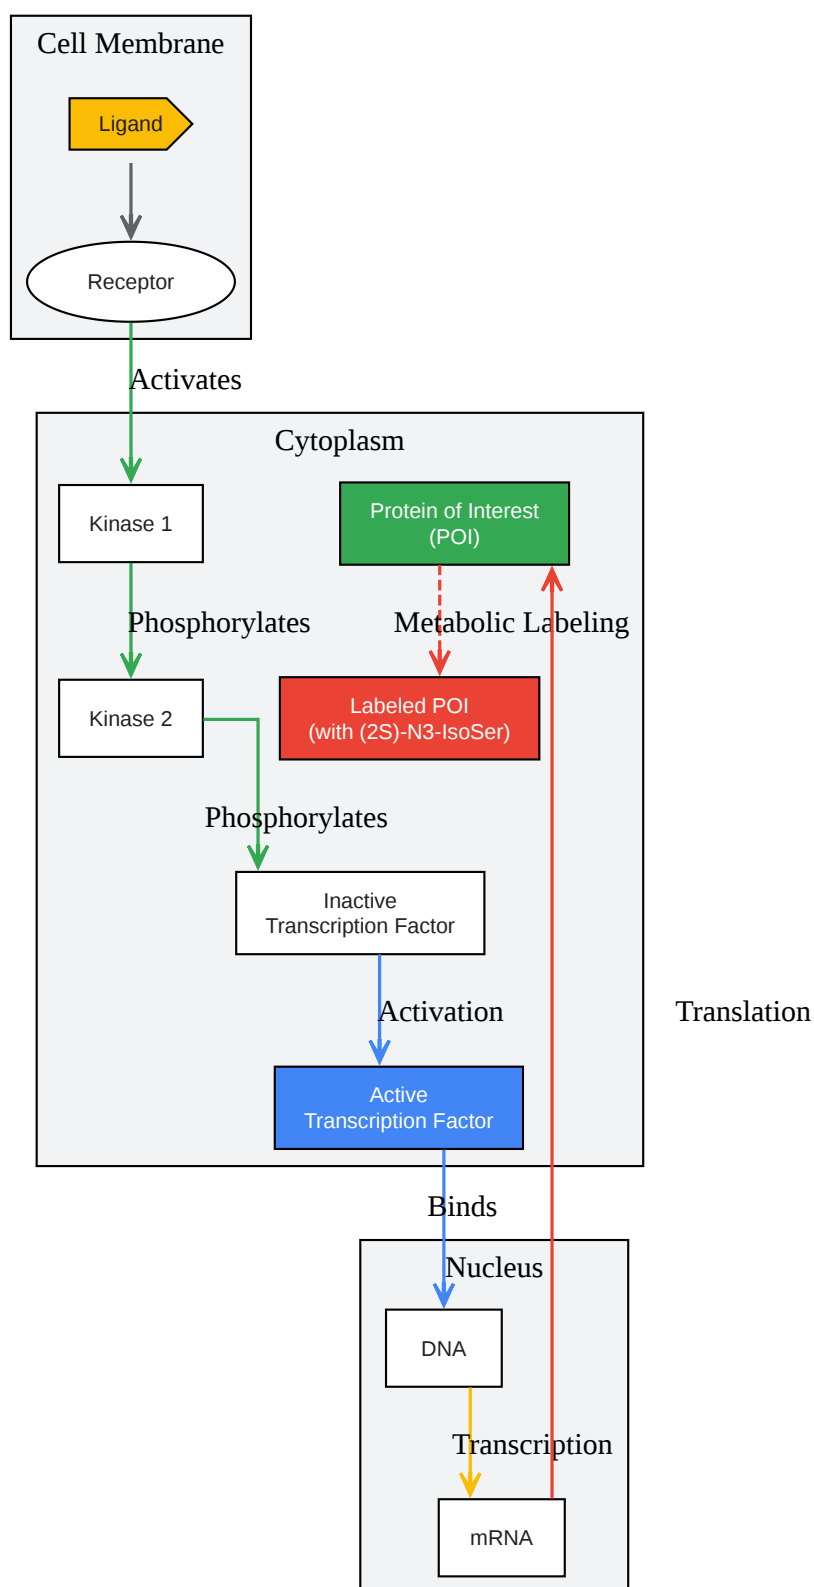 Cell Membrane
Ligand
Receptor
Activates
Cytoplasm
Kinase 1
Protein of Interest
(POI)
Phosphorylates
Metabolic Labeling
Kinase 2
Labeled POI
(with (2S)-N3-IsoSer)
Phosphorylates
Inactive
Transcription Factor
Activation
Translation
Active
Transcription Factor
Binds
Nucleus
DNA
Transcription
mRNA